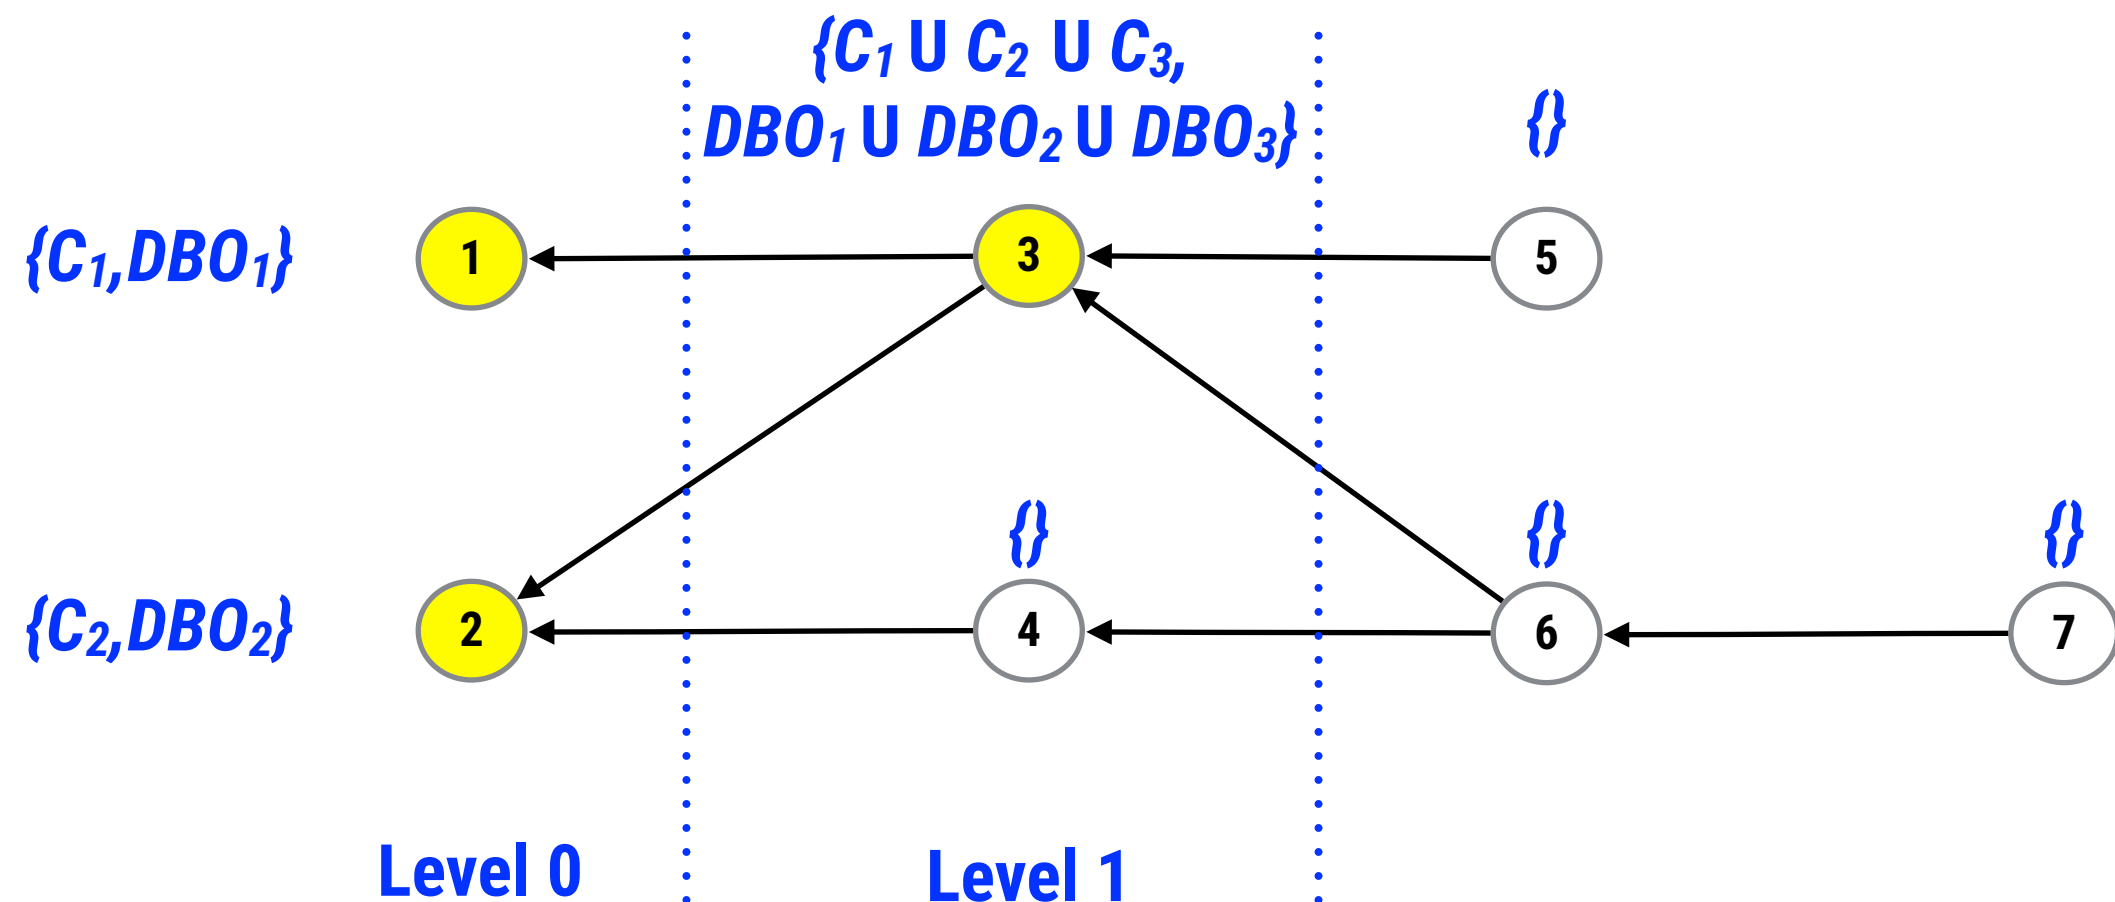 {C₁ U C₂ U C₃,
DBO₁ U DBO₂ U DBO₃}
{}
{C₁,DBO₁}
1
3
5
{}
{}
{}
{C₂,DBO₂}
2
4
6
7
Level 0
Level 1